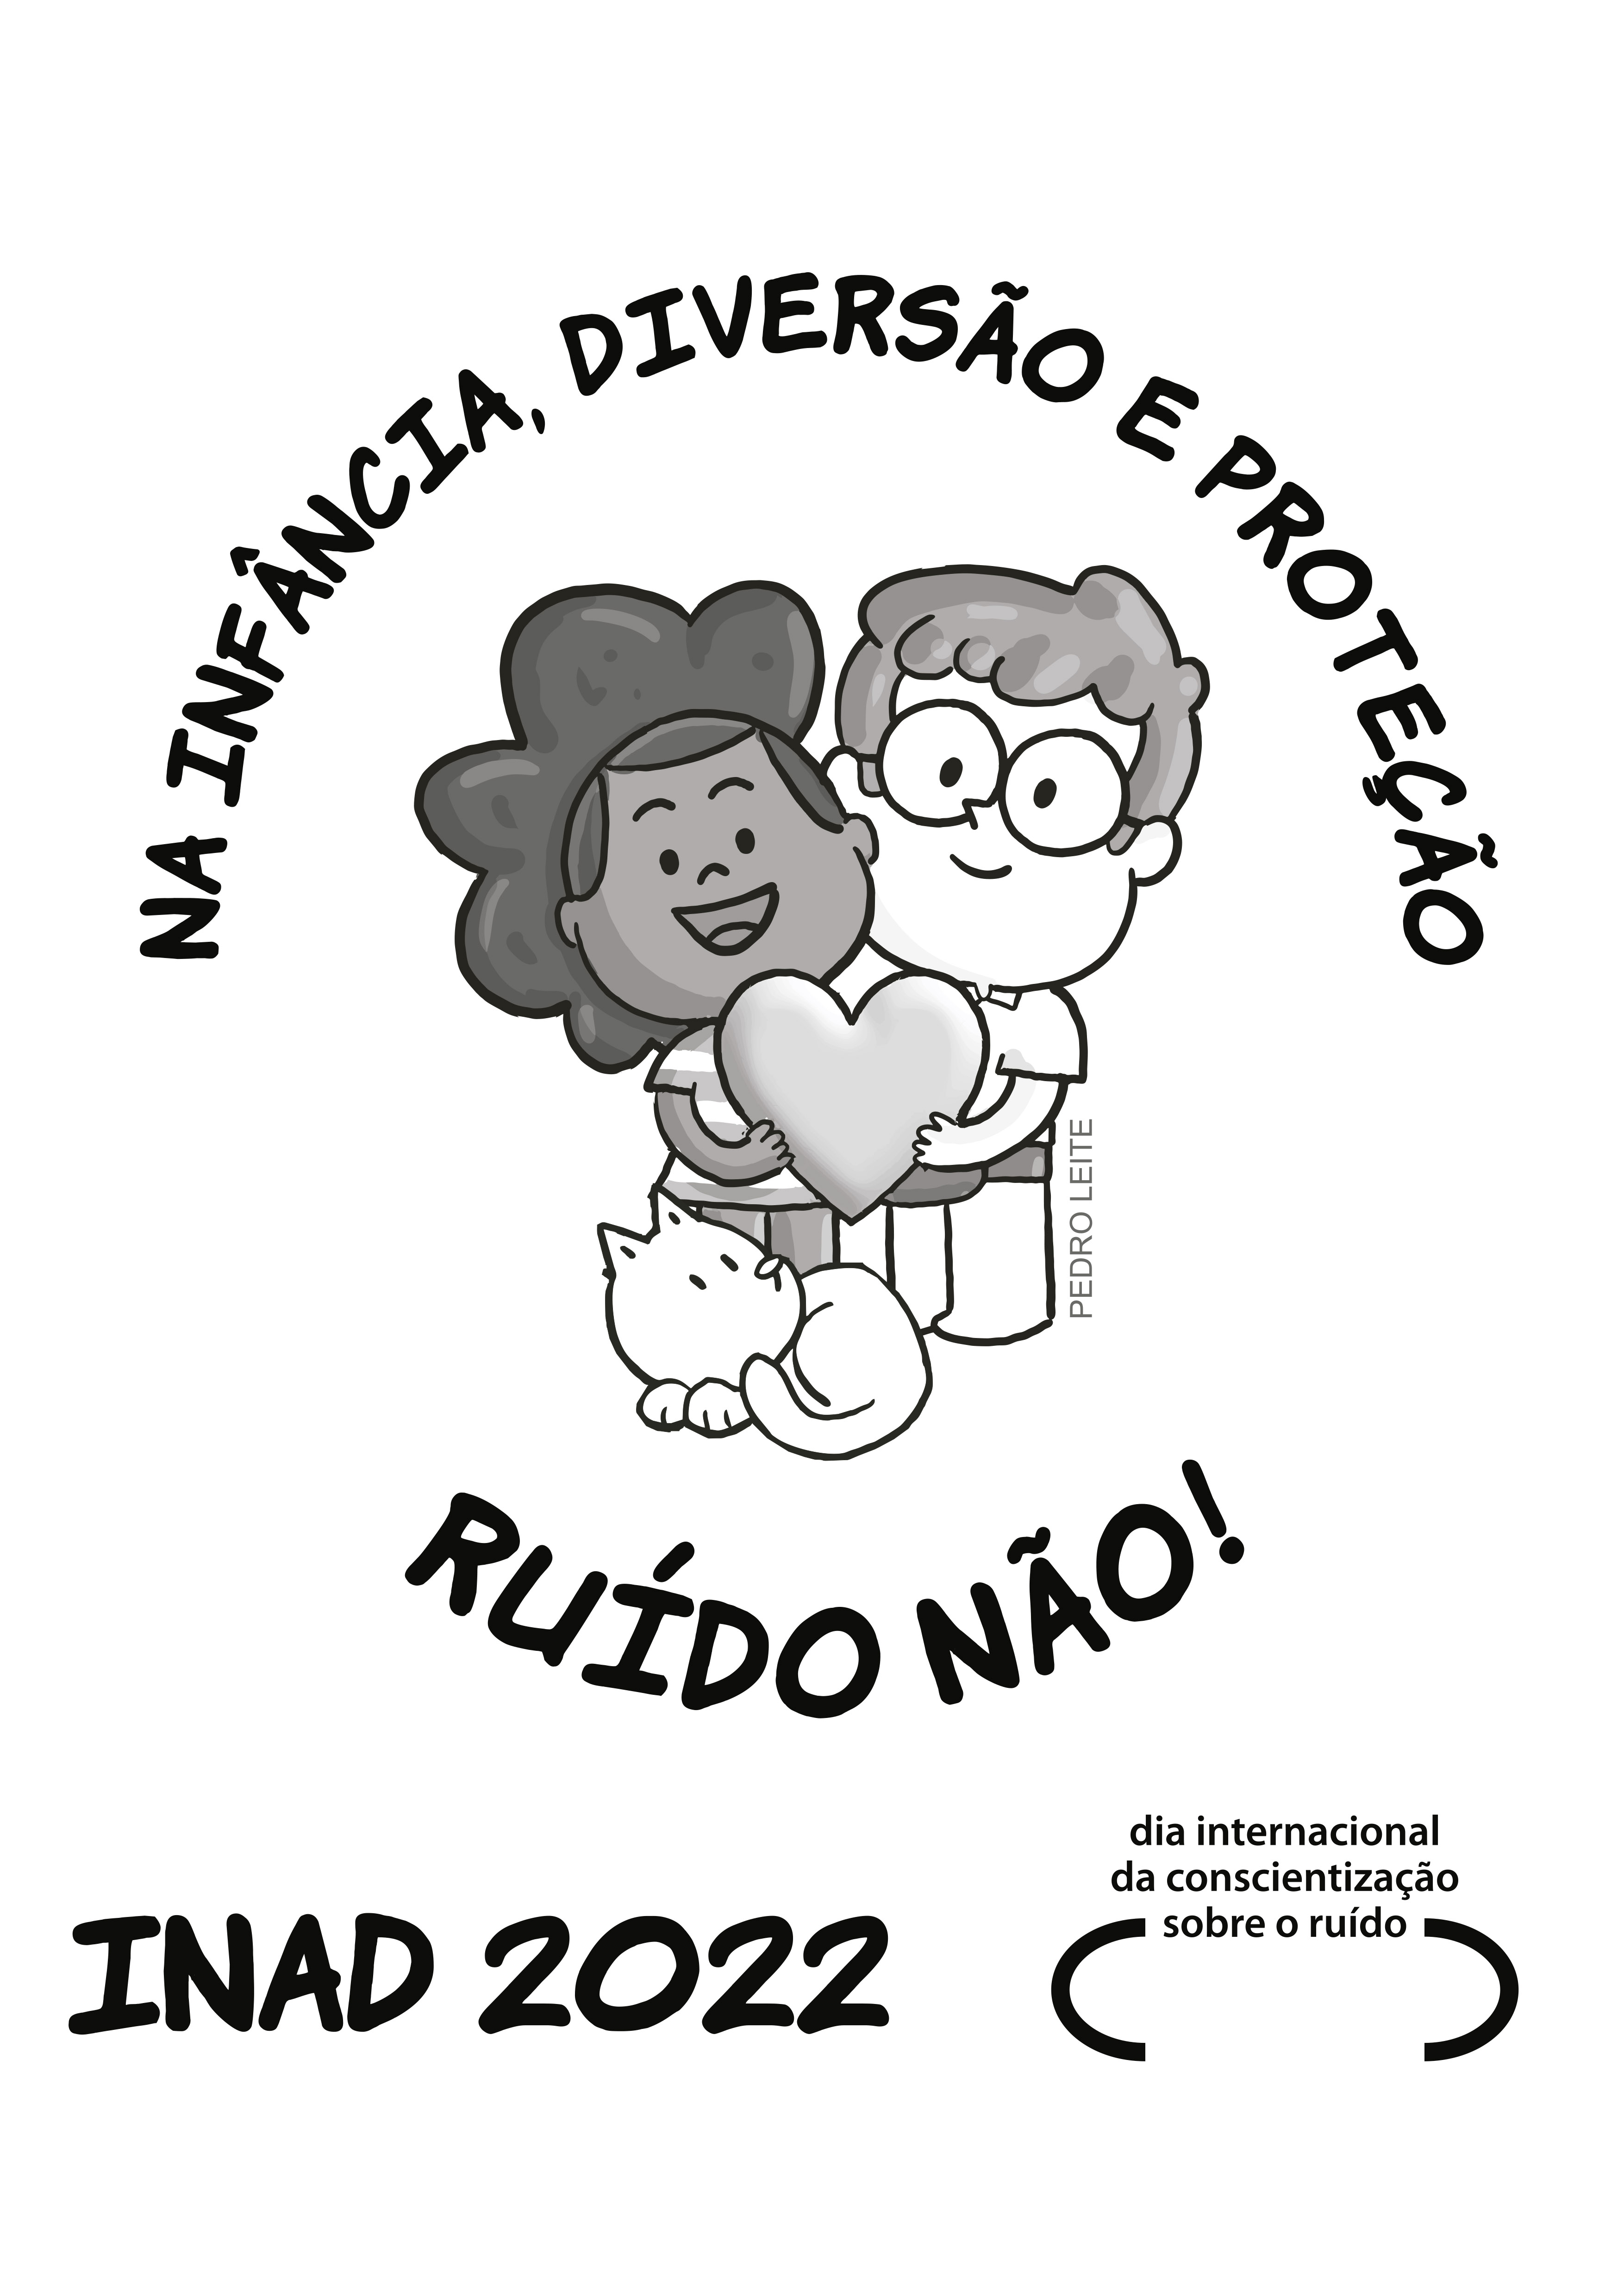 NA INFÂNCIA, DIVERSÃO E PROTEÇÃO
PEDRO LEITE
RUÍDO NÃO!
INAD 2022
dia internacional
da conscientização
sobre o ruído